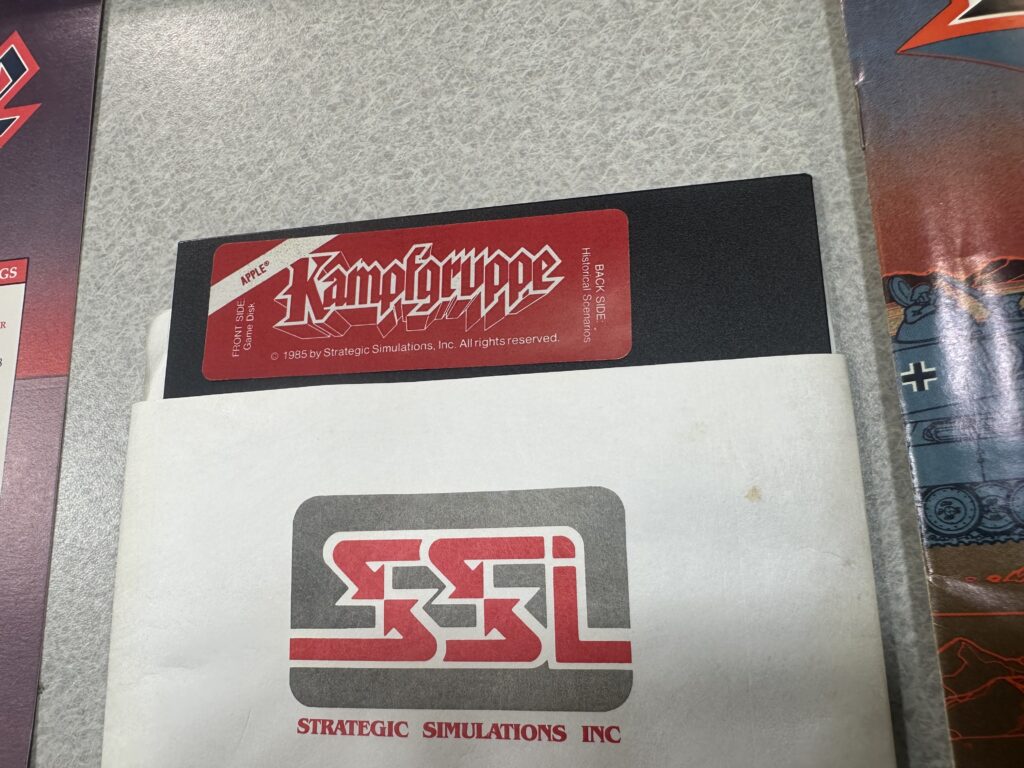 APPLE®
Kampfgruppe
FRONT SIDE:
Game Disk
BACK SIDE:
Historical Scenarios
© 1985 by Strategic Simulations, Inc. All rights reserved.
SSI
STRATEGIC SIMULATIONS INC
GS